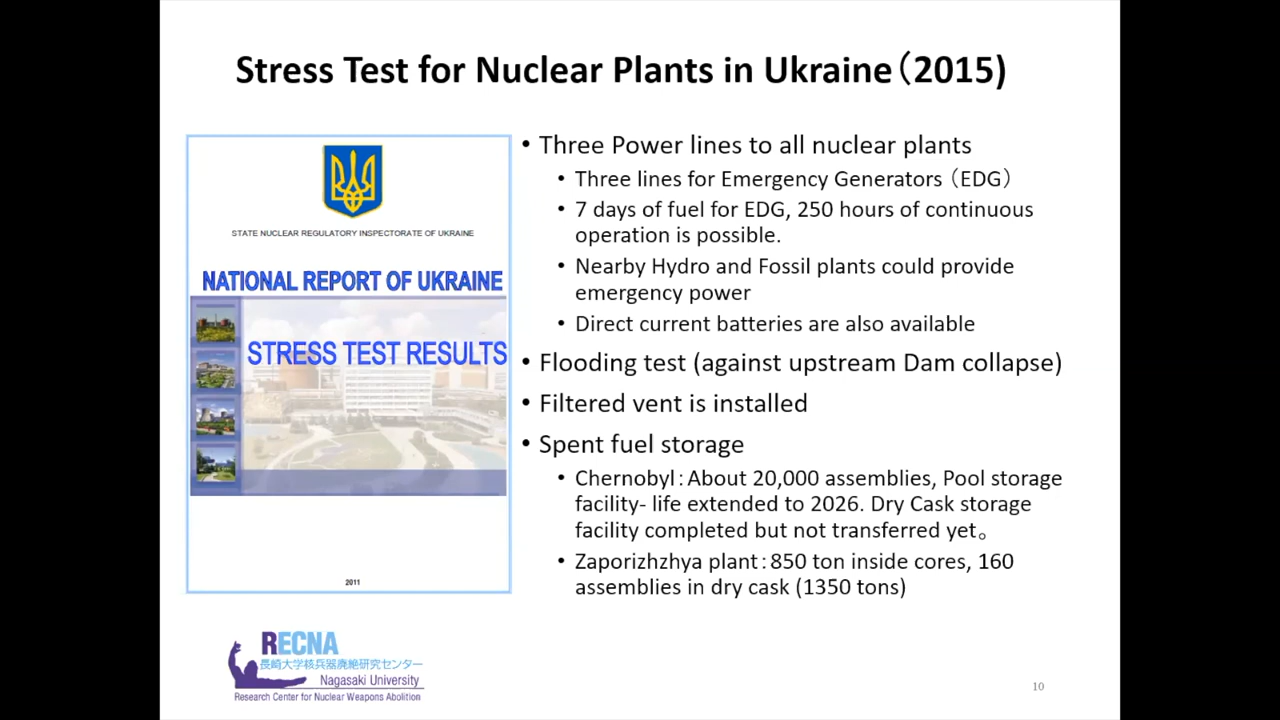 Stress Test for Nuclear Plants in Ukraine（2015)
STATE NUCLEAR REGULATORY INSPECTORATE OF UKRAINE
NATIONAL REPORT OF UKRAINE
STRESS TEST RESULTS
2011
• Three Power lines to all nuclear plants
• Three lines for Emergency Generators（EDG）
• 7 days of fuel for EDG, 250 hours of continuous
operation is possible.
• Nearby Hydro and Fossil plants could provide
emergency power
• Direct current batteries are also available
• Flooding test (against upstream Dam collapse)
• Filtered vent is installed
• Spent fuel storage
• Chernobyl：About 20,000 assemblies, Pool storage
facility- life extended to 2026. Dry Cask storage
facility completed but not transferred yet。
• Zaporizhzhya plant：850 ton inside cores, 160
assemblies in dry cask (1350 tons)
RECNA
長崎大学核兵器廃絶研究センター
Nagasaki University
Research Center for Nuclear Weapons Abolition
10